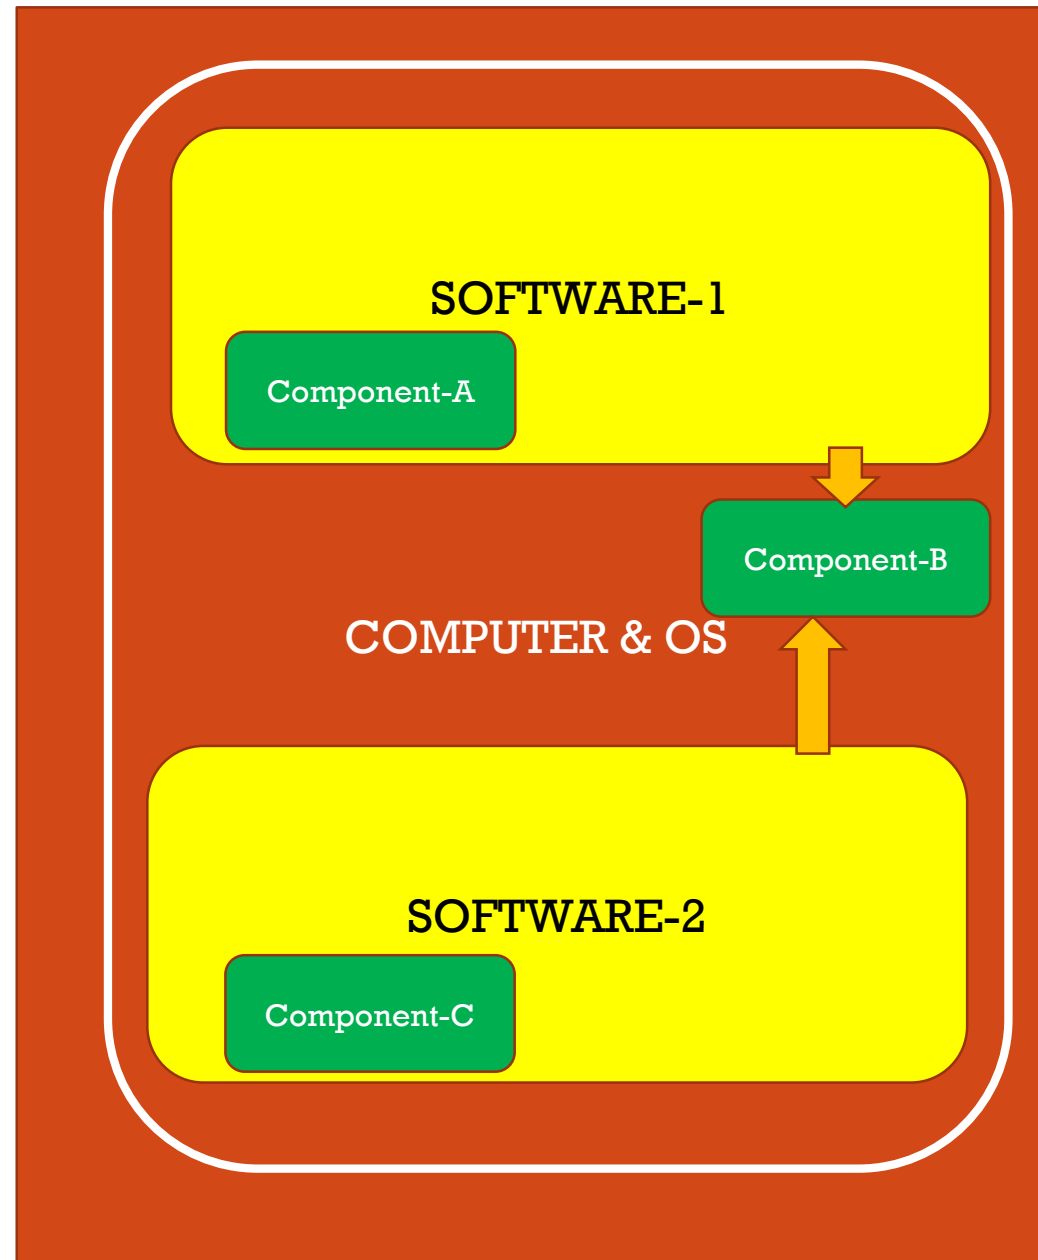 SOFTWARE-1
Component-A
Component-B
COMPUTER & OS
SOFTWARE-2
Component-C